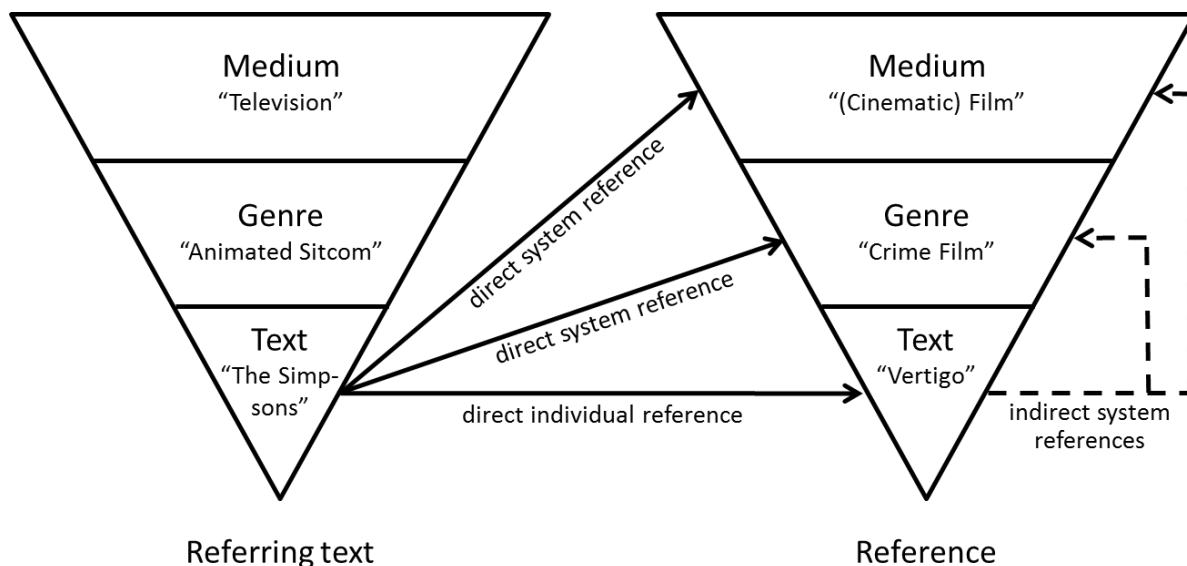 Medium
“Television”
Genre
“Animated Sitcom”
Text
“The Simp-
sons”
Referring text
direct system reference
direct system reference
direct individual reference
Medium
“(Cinematic) Film”
Genre
“Crime Film”
Text
“Vertigo”
indirect system
references
Reference